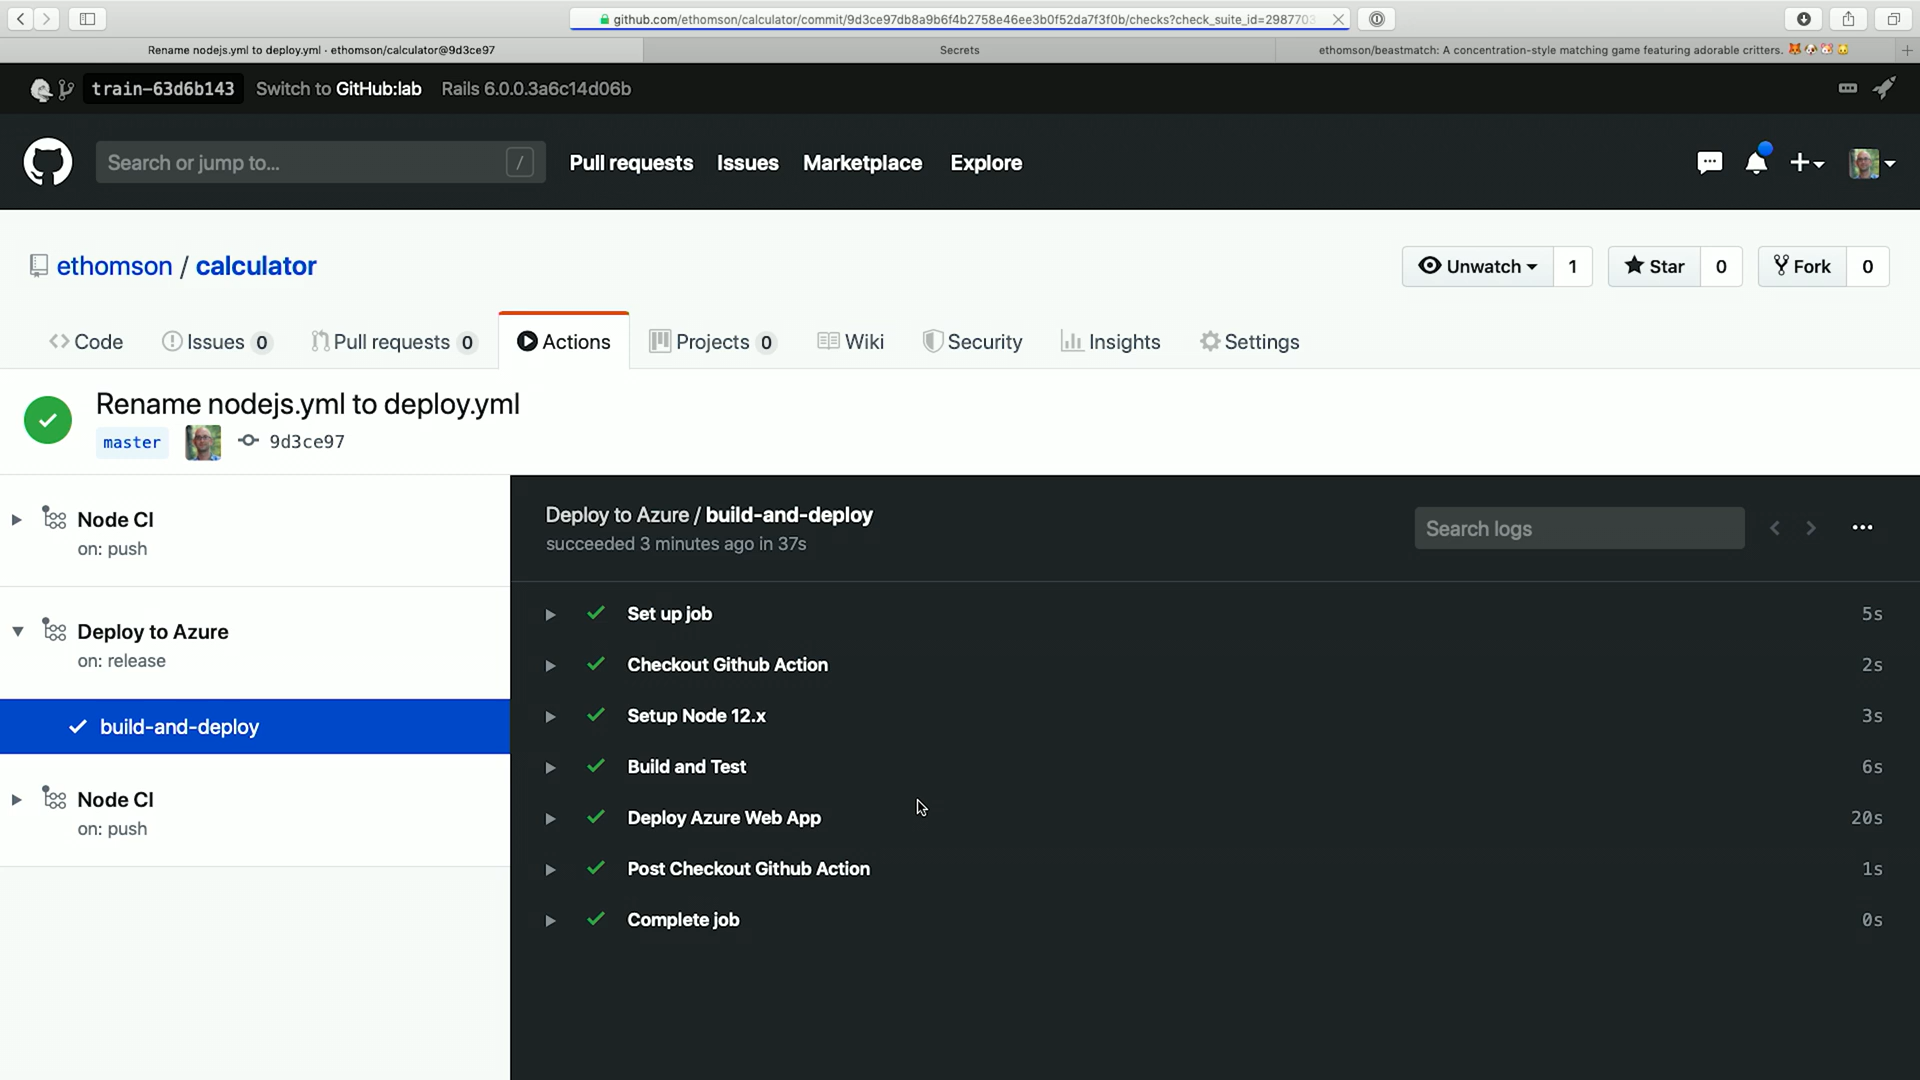 github.com/ethomson/calculator/commit/9d3ce97db8a9b6f4b2758e46ee3b0f52da7f3f0b/checks?check_suite_id=2987703
Rename nodejs.yml to deploy.yml · ethomson/calculator@9d3ce97
Secrets
ethomson/beastmatch: A concentration-style matching game featuring adorable critters. 🦊🐶🐹🐱
train-63d6b143 Switch to GitHub:lab Rails 6.0.0.3a6c14d06b
Search or jump to... /
Pull requests Issues Marketplace Explore
ethomson / calculator
Unwatch 1 Star 0 Fork 0
Code Issues 0 Pull requests 0 Actions Projects 0 Wiki Security Insights Settings
Rename nodejs.yml to deploy.yml
master 9d3ce97
Node CI
on: push
Deploy to Azure
on: release
build-and-deploy
Node CI
on: push
Deploy to Azure / build-and-deploy
succeeded 3 minutes ago in 37s
Search logs
Set up job 5s
Checkout Github Action 2s
Setup Node 12.x 3s
Build and Test 6s
Deploy Azure Web App 20s
Post Checkout Github Action 1s
Complete job 0s